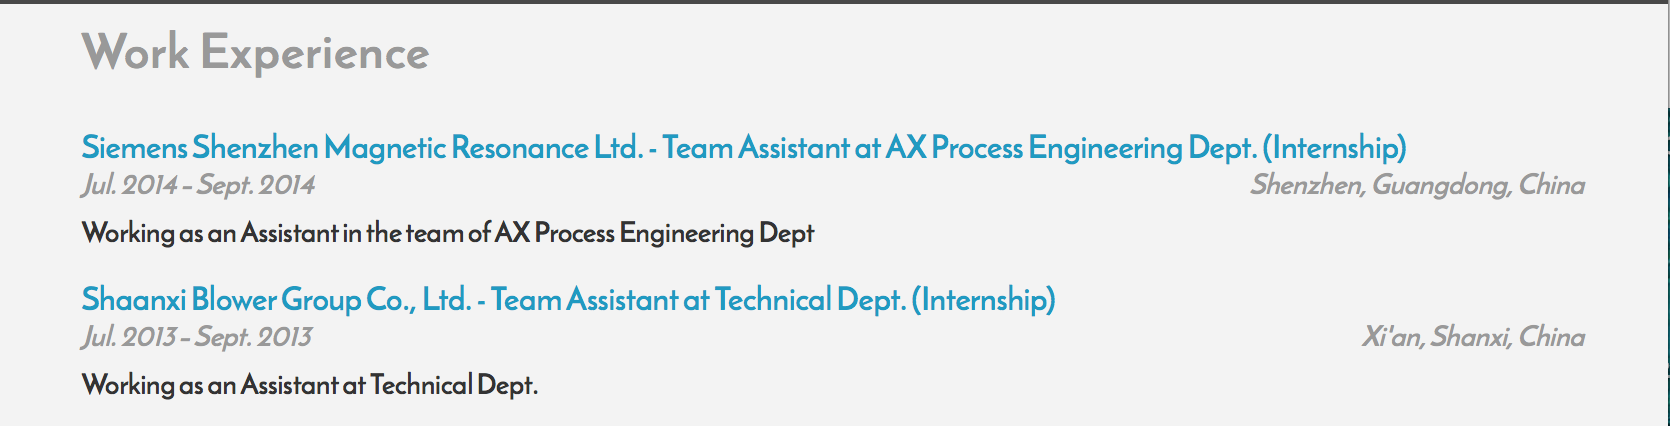 Work Experience
Siemens Shenzhen Magnetic Resonance Ltd. - Team Assistant at AX Process Engineering Dept. (Internship)
Jul. 2014 – Sept. 2014 Shenzhen, Guangdong, China
Working as an Assistant in the team of AX Process Engineering Dept
Shaanxi Blower Group Co., Ltd. - Team Assistant at Technical Dept. (Internship)
Jul. 2013 – Sept. 2013 Xi'an, Shanxi, China
Working as an Assistant at Technical Dept.